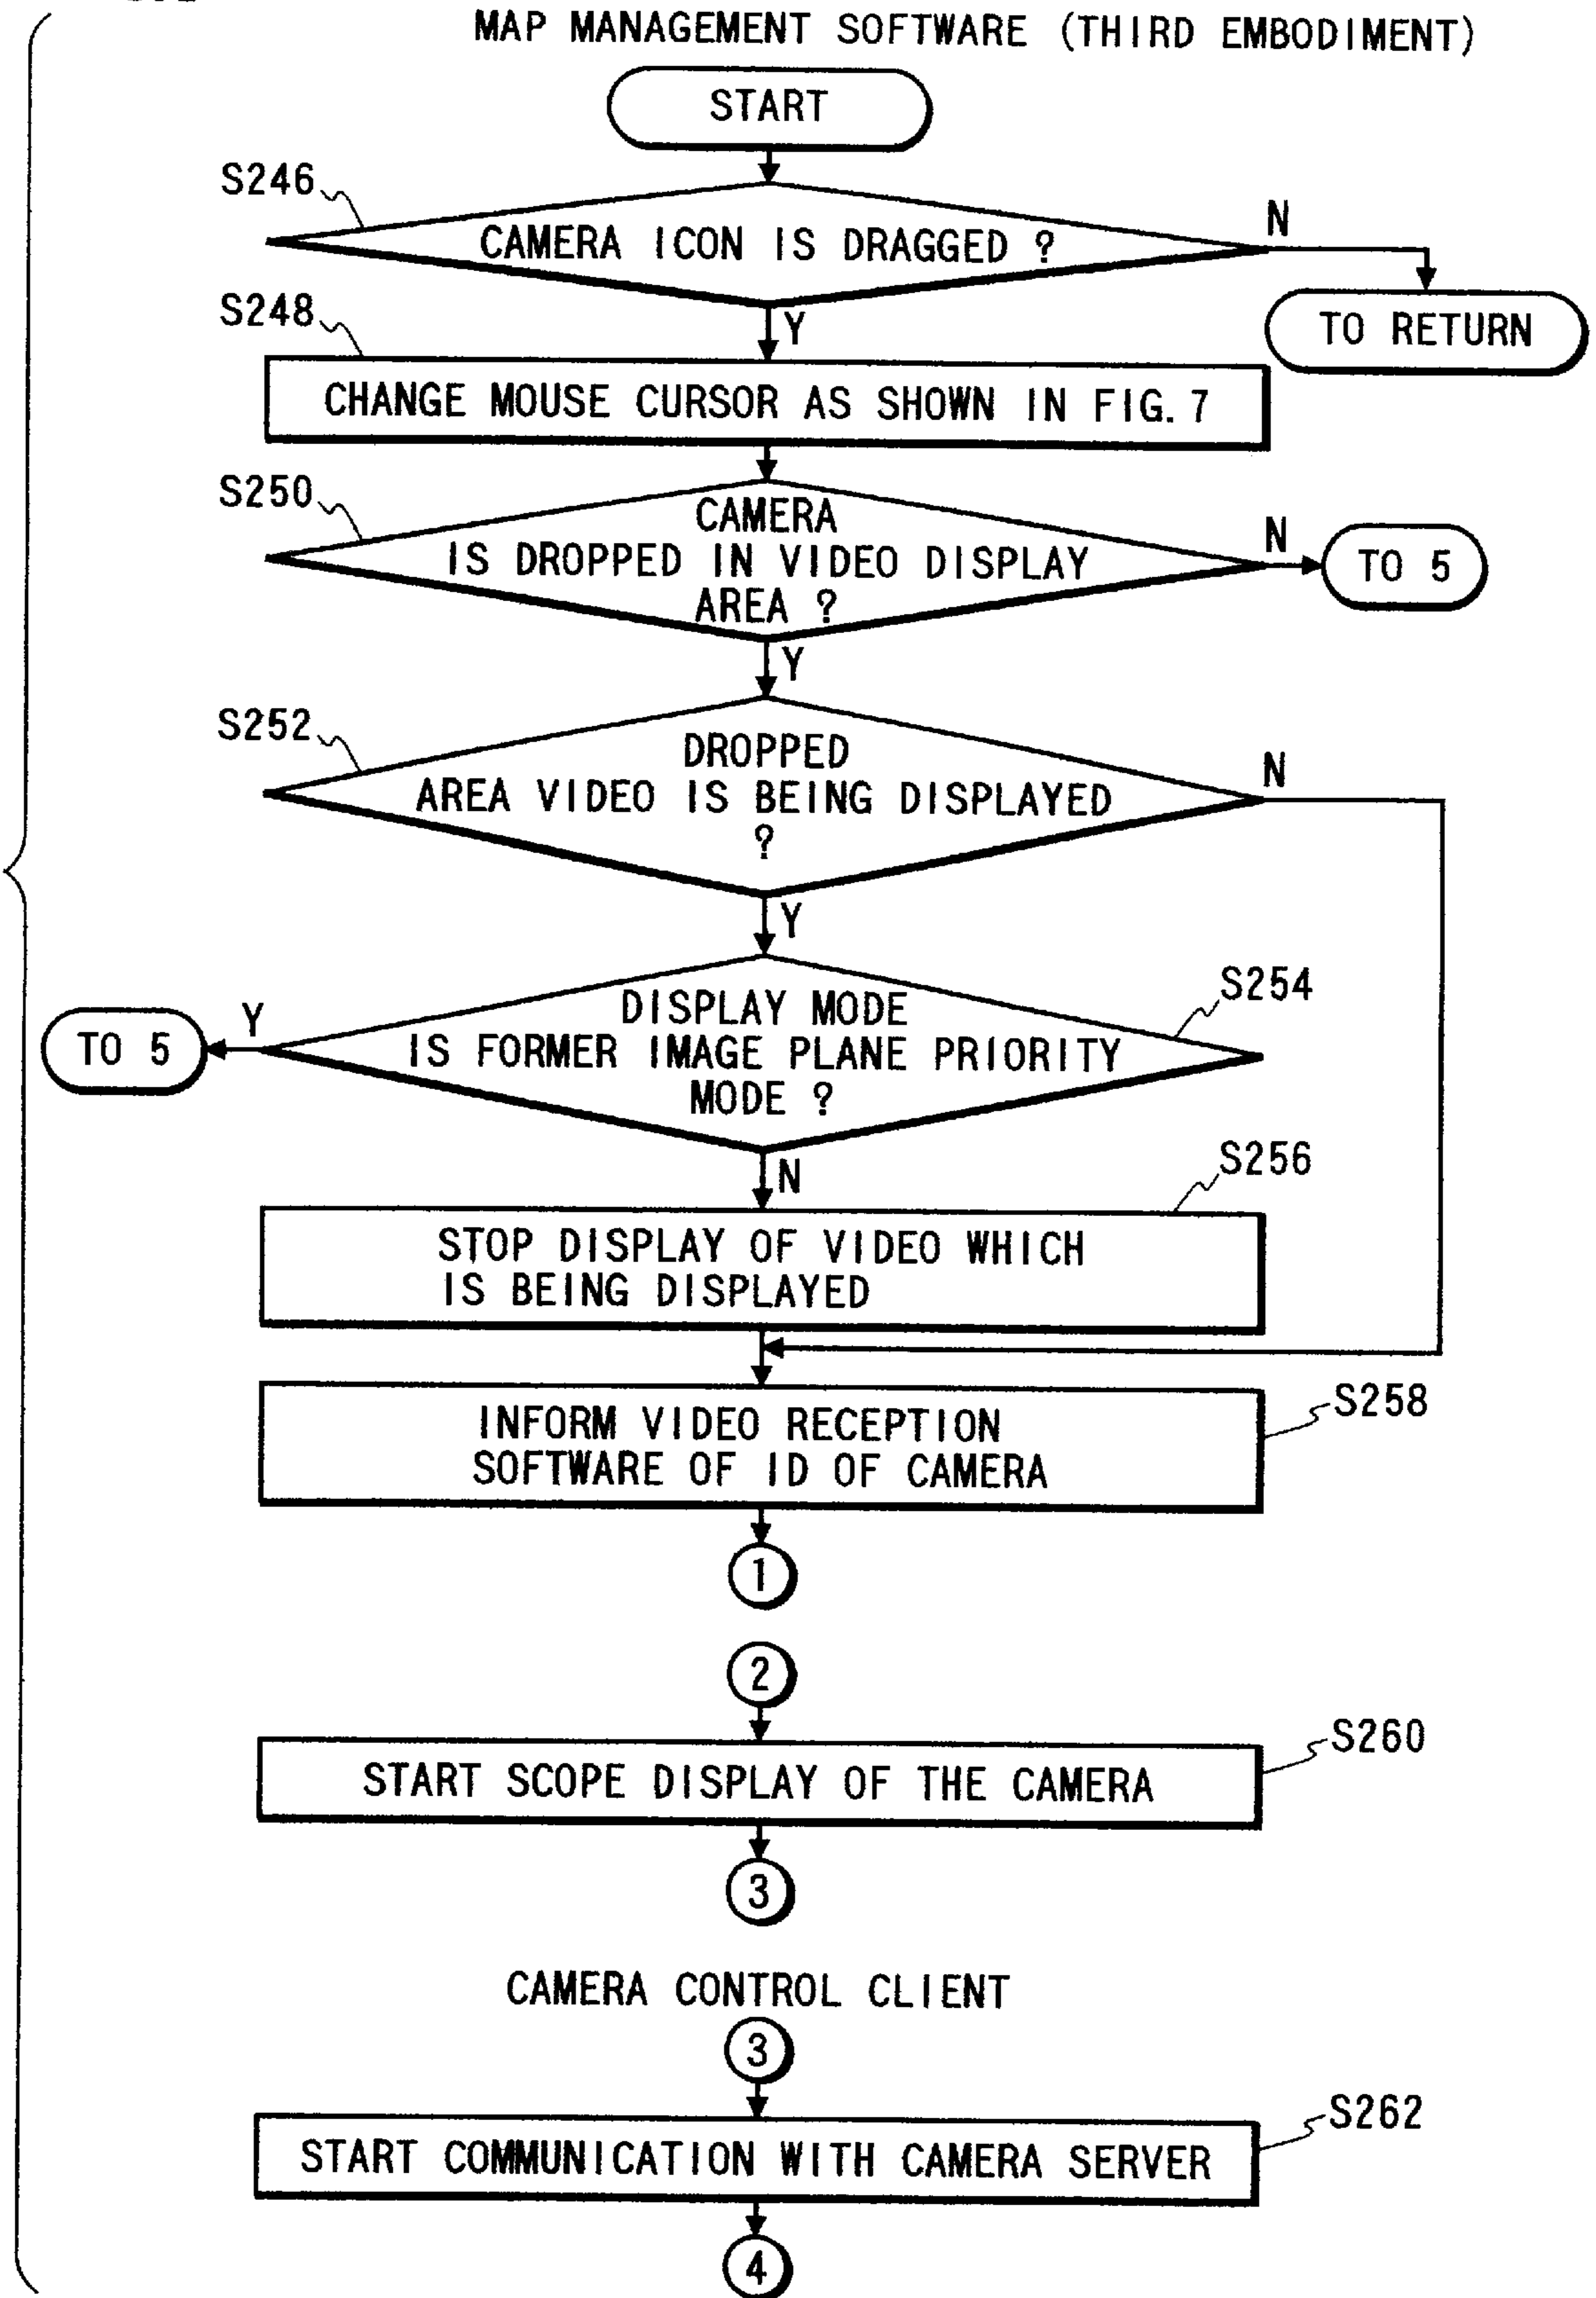 MAP MANAGEMENT SOFTWARE (THIRD EMBODIMENT)
START
S246
CAMERA ICON IS DRAGGED ?
N
TO RETURN
Y
S248
CHANGE MOUSE CURSOR AS SHOWN IN FIG. 7
S250
CAMERA
IS DROPPED IN VIDEO DISPLAY
AREA ?
N
TO 5
Y
S252
DROPPED
AREA VIDEO IS BEING DISPLAYED
?
N
Y
S254
DISPLAY MODE
IS FORMER IMAGE PLANE PRIORITY
MODE ?
Y
TO 5
N
S256
STOP DISPLAY OF VIDEO WHICH
IS BEING DISPLAYED
S258
INFORM VIDEO RECEPTION
SOFTWARE OF ID OF CAMERA
1
2
S260
START SCOPE DISPLAY OF THE CAMERA
3
CAMERA CONTROL CLIENT
3
S262
START COMMUNICATION WITH CAMERA SERVER
4